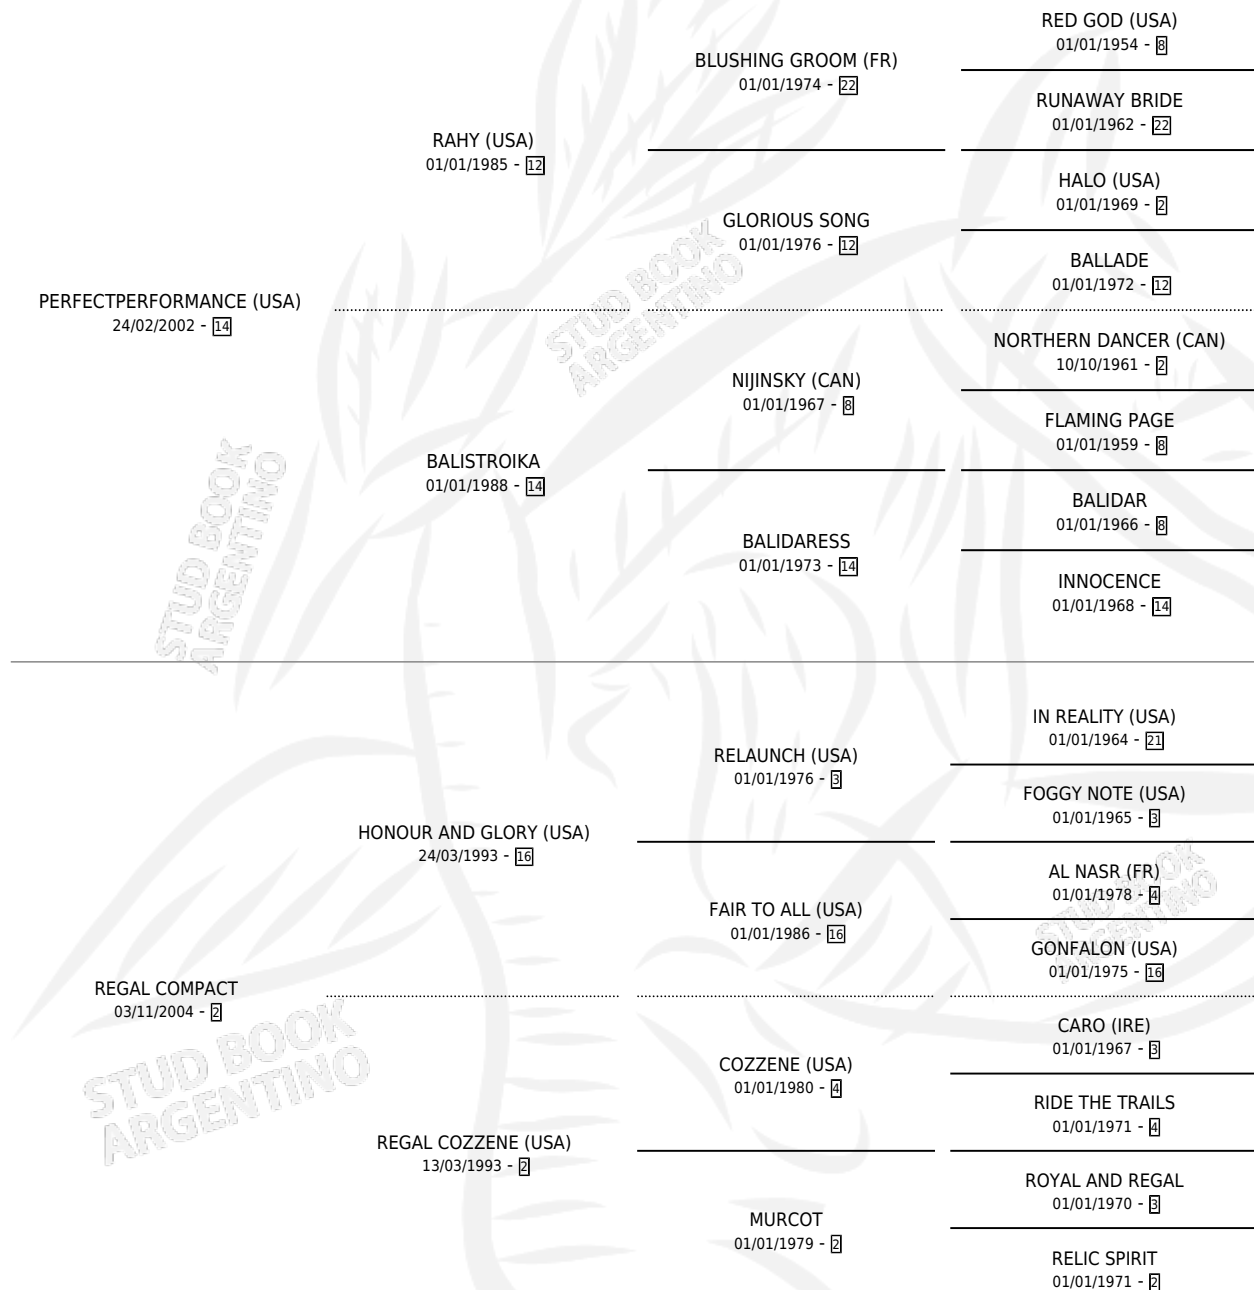 RED GOD (USA)
01/01/1954 - 8
BLUSHING GROOM (FR)
01/01/1974 - 22
RUNAWAY BRIDE
01/01/1962 - 22
RAHY (USA)
01/01/1985 - 12
HALO (USA)
01/01/1969 - 2
GLORIOUS SONG
01/01/1976 - 12
BALLADE
01/01/1972 - 12
PERFECTPERFORMANCE (USA)
24/02/2002 - 14
NORTHERN DANCER (CAN)
10/10/1961 - 2
NIJINSKY (CAN)
01/01/1967 - 8
FLAMING PAGE
01/01/1959 - 8
BALISTROIKA
01/01/1988 - 14
BALIDAR
01/01/1966 - 8
BALIDARESS
01/01/1973 - 14
INNOCENCE
01/01/1968 - 14
IN REALITY (USA)
01/01/1964 - 21
RELAUNCH (USA)
01/01/1976 - 3
FOGGY NOTE (USA)
01/01/1965 - 3
HONOUR AND GLORY (USA)
24/03/1993 - 16
AL NASR (FR)
01/01/1978 - 4
FAIR TO ALL (USA)
01/01/1986 - 16
GONFALON (USA)
01/01/1975 - 16
REGAL COMPACT
03/11/2004 - 2
CARO (IRE)
01/01/1967 - 3
COZZENE (USA)
01/01/1980 - 4
RIDE THE TRAILS
01/01/1971 - 4
REGAL COZZENE (USA)
13/03/1993 - 2
ROYAL AND REGAL
01/01/1970 - 3
MURCOT
01/01/1979 - 2
RELIC SPIRIT
01/01/1971 - 2
STUD BOOK
ARGENTINO
STUD BOOK
ARGENTINO
STUD BOOK
ARGENTINO
STUD BOOK
ARGENTINO